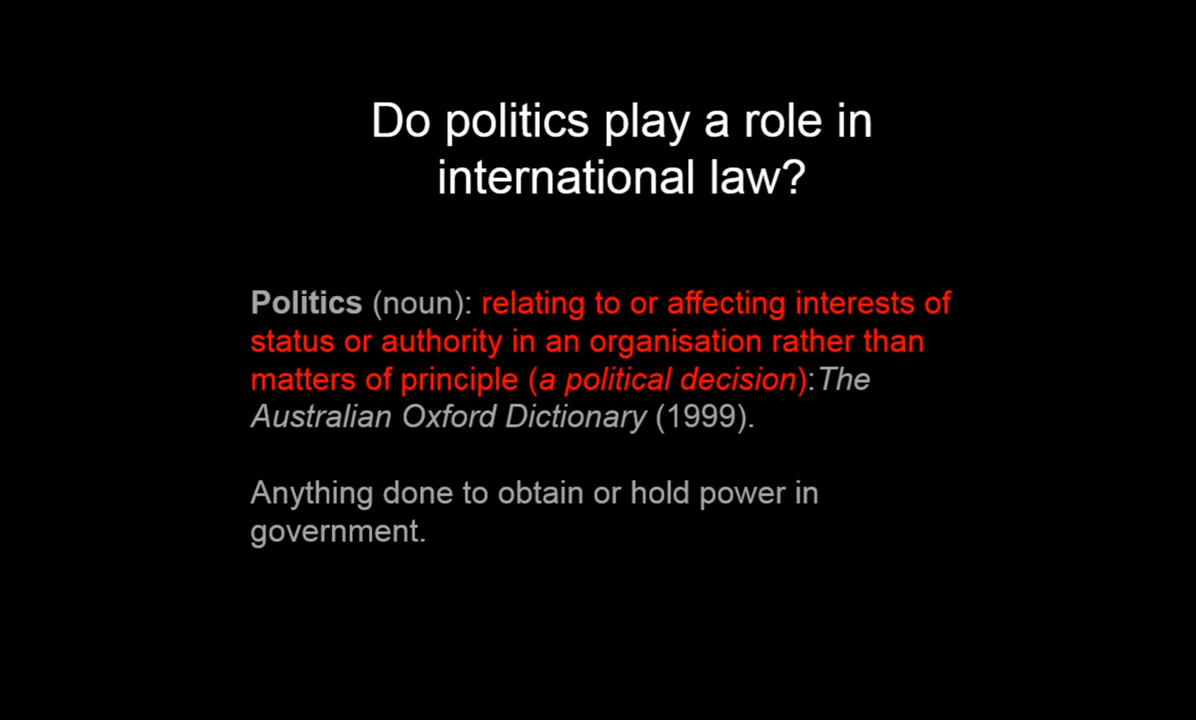 Do politics play a role in
international law?
Politics (noun): relating to or affecting interests of
status or authority in an organisation rather than
matters of principle (a political decision):The
Australian Oxford Dictionary (1999).
Anything done to obtain or hold power in
government.